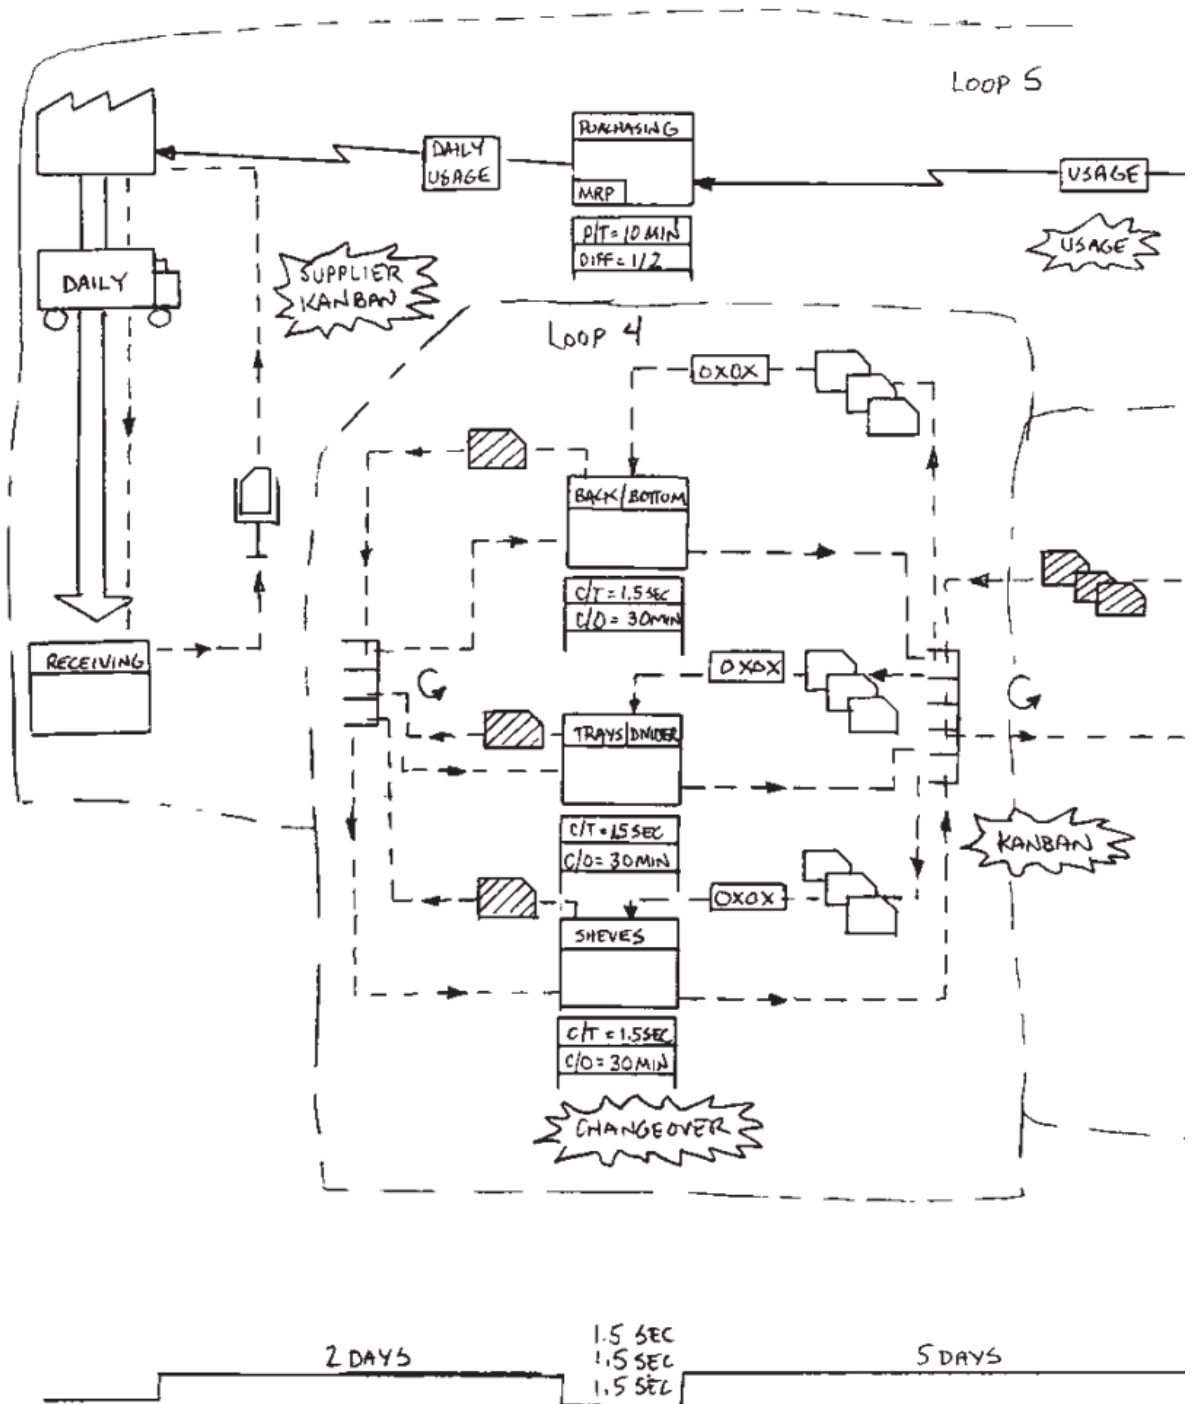 LOOP 5
PURCHASING
DAILY
USAGE
USAGE
MRP
P/T = 10 MIN
DIFF = 1/2
USAGE
DAILY
SUPPLIER
KANBAN
LOOP 4
OXOX
BACK/BOTTOM
C/T = 1.5 SEC
C/O = 30 MIN
RECEIVING
OXOX
TRAYS/DIVIDER
C/T = 1.5 SEC
C/O = 30 MIN
KANBAN
OXOX
SHEVES
C/T = 1.5 SEC
C/O = 30 MIN
CHANGEOVER
1.5 SEC
2 DAYS
1.5 SEC
5 DAYS
1.5 SEC